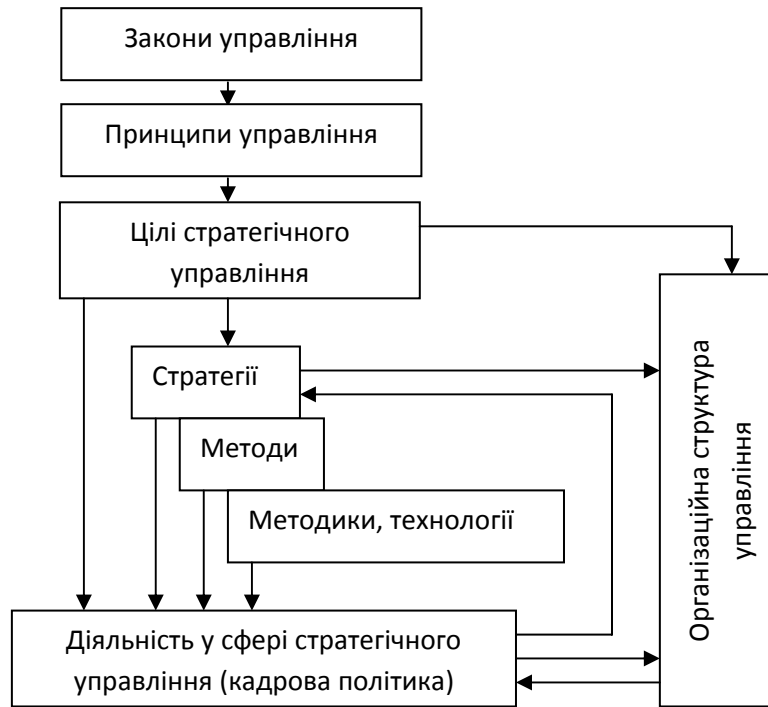 Закони управління
Принципи управління
Цілі стратегічного
управління
Стратегії
Методи
Методики, технології
Діяльність у сфері стратегічного
управління (кадрова політика)
Організаційна структура
управління